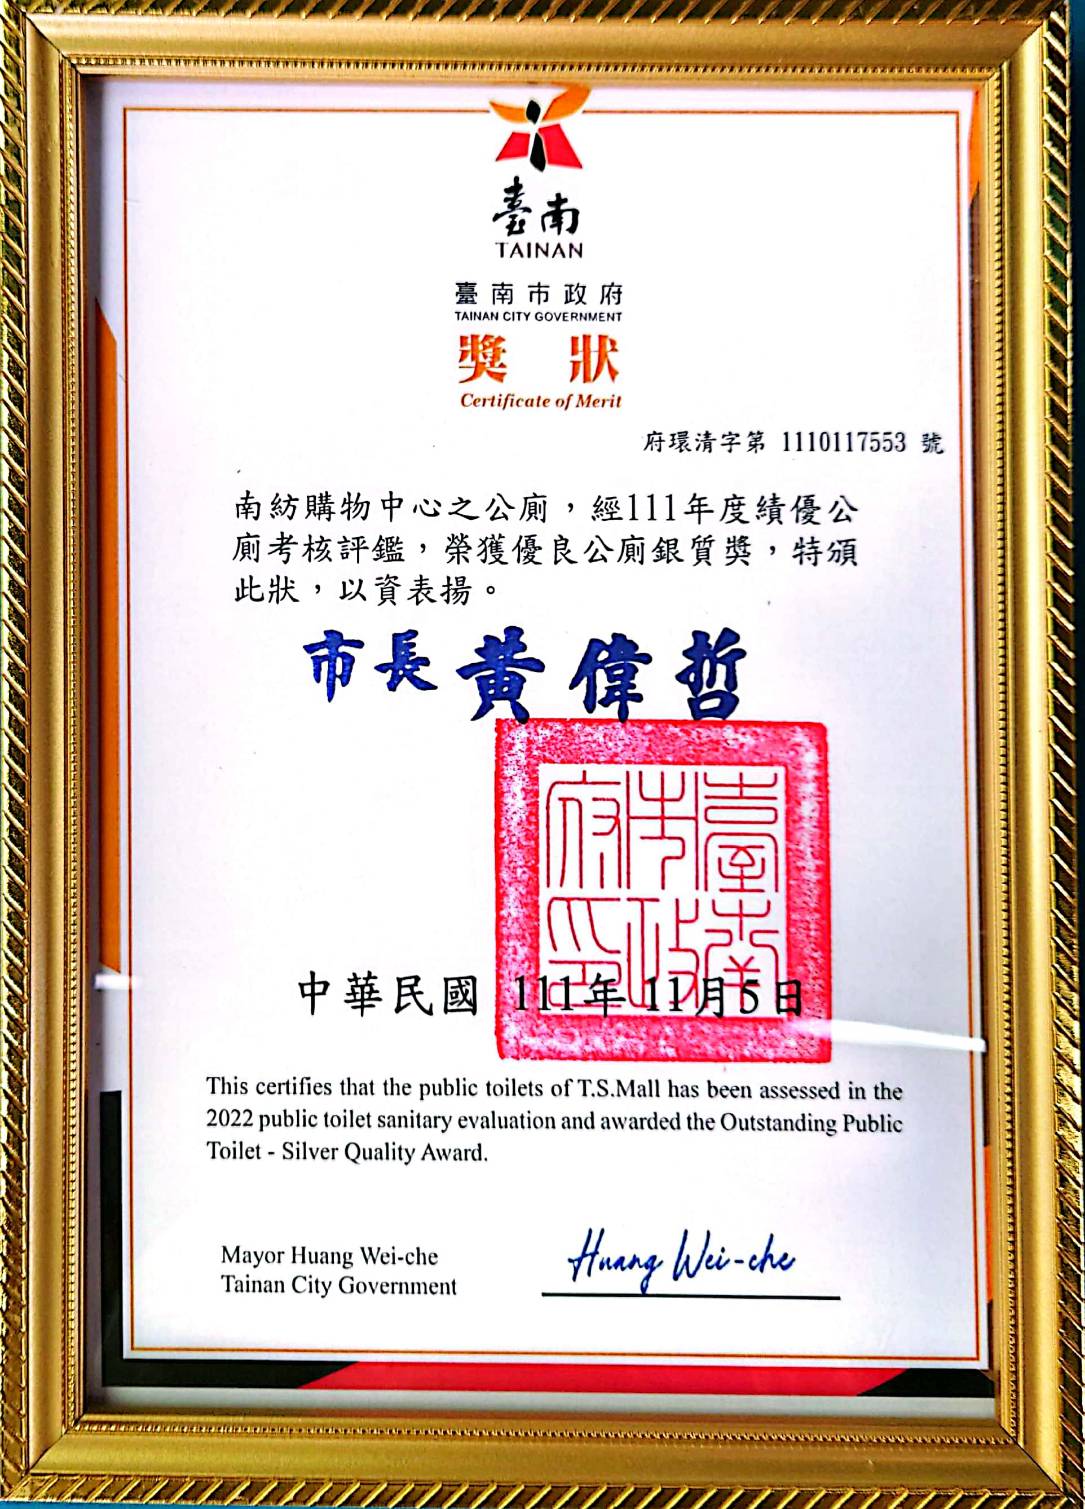 臺南
TAINAN
臺南市政府
TAINAN CITY GOVERNMENT
獎狀
Certificate of Merit
府環清字第 1110117553 號
南紡購物中心之公廁，經111年度績優公
廁考核評鑑，榮獲優良公廁銀質獎，特頒
此狀，以資表揚。
市長 黃偉哲
臺南市政府印
中華民國 111年 11月5日
This certifies that the public toilets of T.S.Mall has been assessed in the
2022 public toilet sanitary evaluation and awarded the Outstanding Public
Toilet - Silver Quality Award.
Mayor Huang Wei-che
Tainan City Government
Huang Wei-che